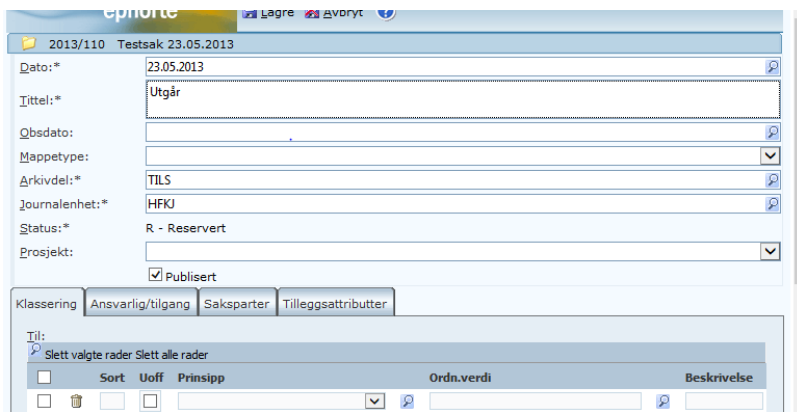 ephorte
Lagre Avbryt ?
2013/110 Testsak 23.05.2013
Dato:* 23.05.2013
Tittel:* Utgår
Obsdato:
Mappetype:
Arkivdel:* TILS
Journalenhet:* HFKJ
Status:* R - Reservert
Prosjekt:
Publisert
Klassering Ansvarlig/tilgang Saksparter Tilleggsattributter
Til:
Slett valgte rader Slett alle rader
Sort Uoff Prinsipp Ordn.verdi Beskrivelse